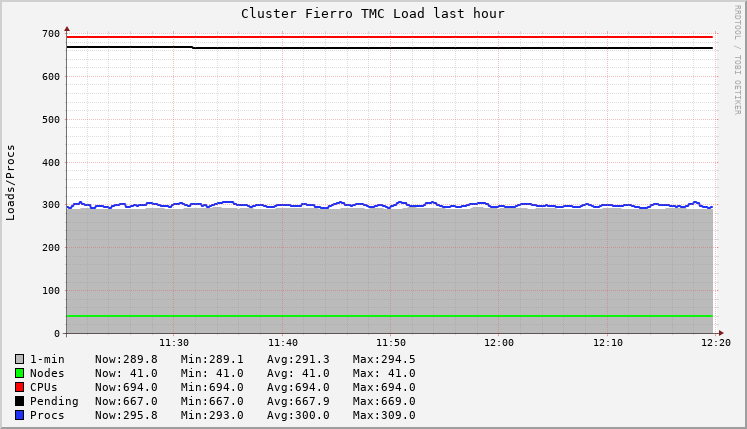 Cluster Fierro TMC Load last hour
RRDTOOL / TOBI OETIKER
Loads/Procs
700
600
500
400
300
200
100
0
11:30 11:40 11:50 12:00 12:10 12:20
1-min Now:289.8 Min:289.1 Avg:291.3 Max:294.5
Nodes Now: 41.0 Min: 41.0 Avg: 41.0 Max: 41.0
CPUs Now:694.0 Min:694.0 Avg:694.0 Max:694.0
Pending Now:667.0 Min:667.0 Avg:667.9 Max:669.0
Procs Now:295.8 Min:293.0 Avg:300.0 Max:309.0